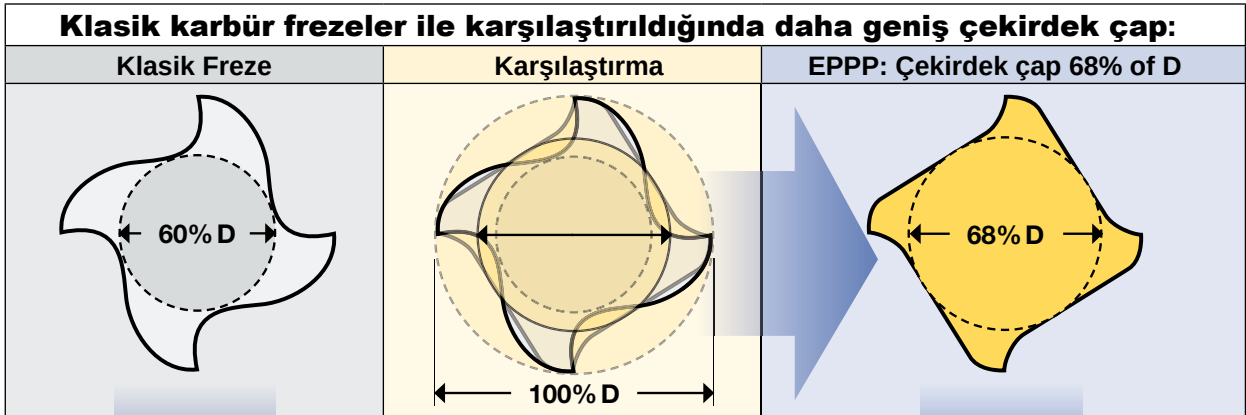 Klasik karbür frezeler ile karşılaştırıldığında daha geniş çekirdek çap:
Klasik Freze
Karşılaştırma
EPPP: Çekirdek çap 68% of D
60% D
68% D
100% D